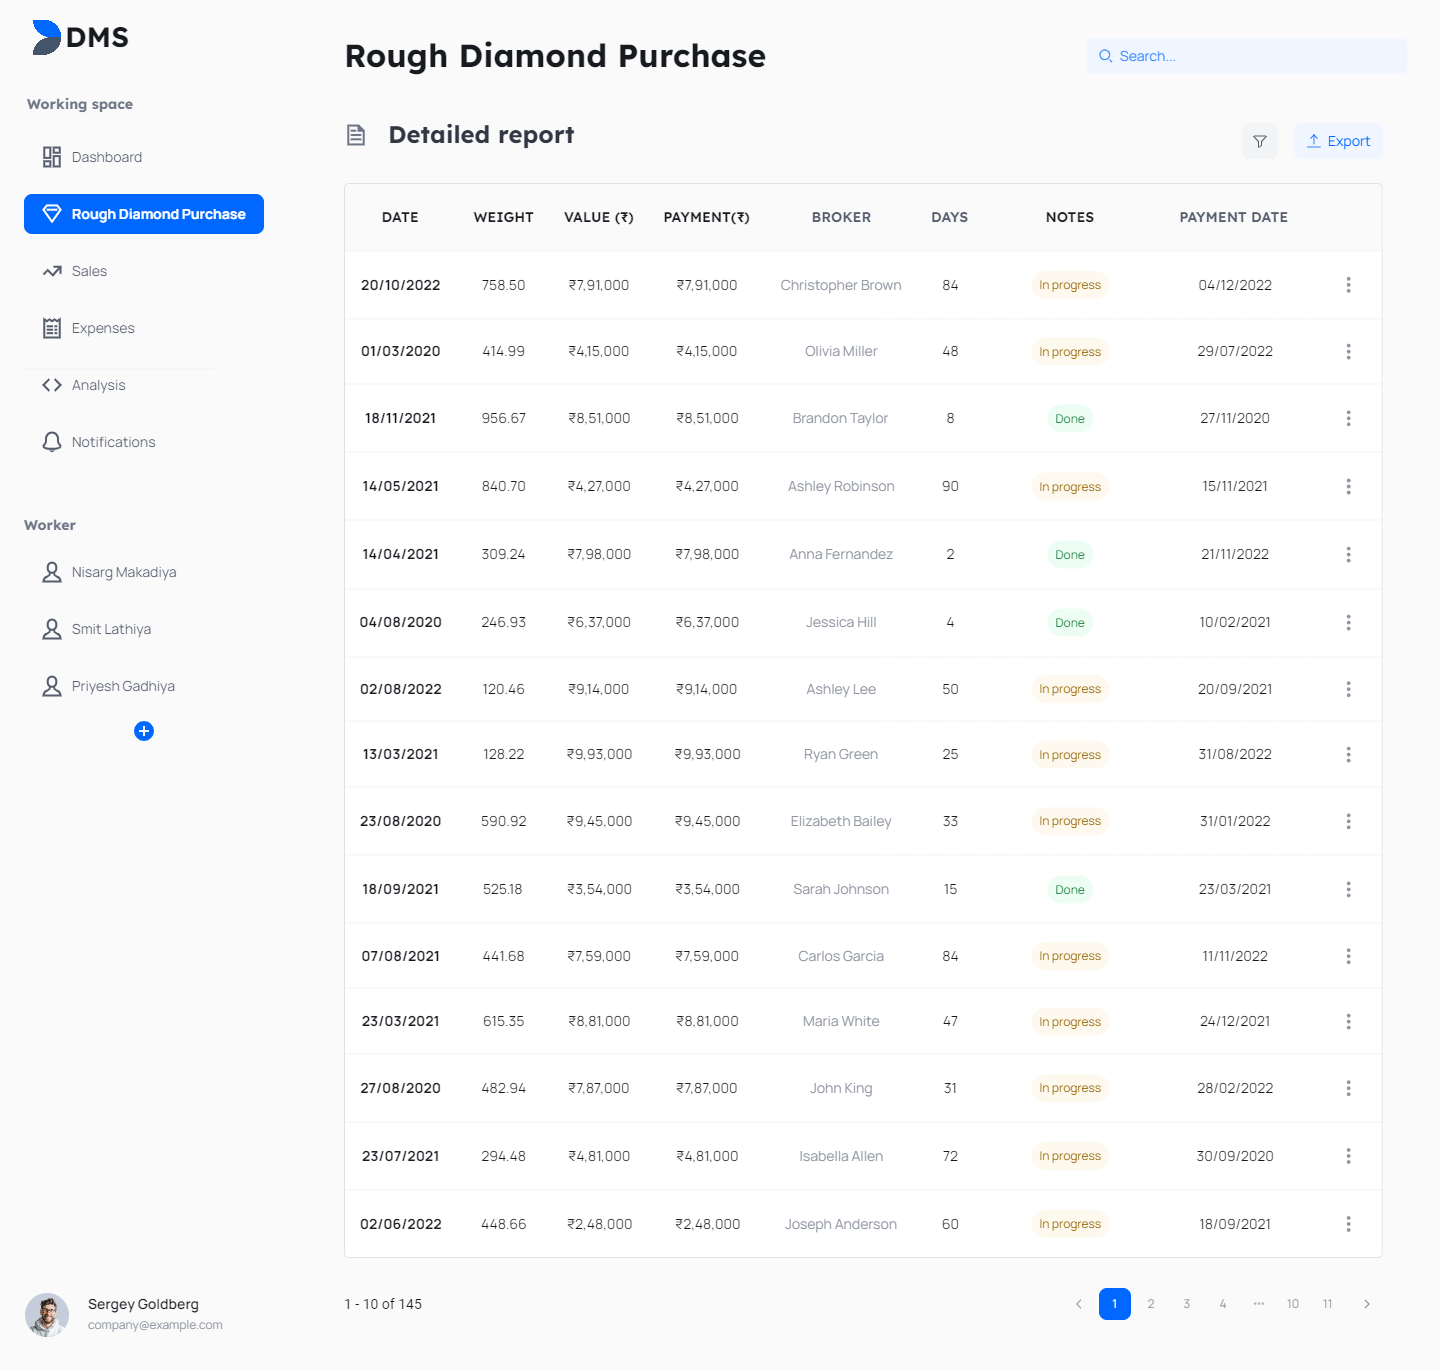 DMS
Working space
Dashboard
Rough Diamond Purchase
Sales
Expenses
Analysis
Notifications
Worker
Nisarg Makadiya
Smit Lathiya
Priyesh Gadhiya
Sergey Goldberg
company@example.com
Rough Diamond Purchase
Search...
Detailed report
Export
DATE WEIGHT VALUE (₹) PAYMENT(₹) BROKER DAYS NOTES PAYMENT DATE
20/10/2022 758.50 ₹7,91,000 ₹7,91,000 Christopher Brown 84 In progress 04/12/2022
01/03/2020 414.99 ₹4,15,000 ₹4,15,000 Olivia Miller 48 In progress 29/07/2022
18/11/2021 956.67 ₹8,51,000 ₹8,51,000 Brandon Taylor 8 Done 27/11/2020
14/05/2021 840.70 ₹4,27,000 ₹4,27,000 Ashley Robinson 90 In progress 15/11/2021
14/04/2021 309.24 ₹7,98,000 ₹7,98,000 Anna Fernandez 2 Done 21/11/2022
04/08/2020 246.93 ₹6,37,000 ₹6,37,000 Jessica Hill 4 Done 10/02/2021
02/08/2022 120.46 ₹9,14,000 ₹9,14,000 Ashley Lee 50 In progress 20/09/2021
13/03/2021 128.22 ₹9,93,000 ₹9,93,000 Ryan Green 25 In progress 31/08/2022
23/08/2020 590.92 ₹9,45,000 ₹9,45,000 Elizabeth Bailey 33 In progress 31/01/2022
18/09/2021 525.18 ₹3,54,000 ₹3,54,000 Sarah Johnson 15 Done 23/03/2021
07/08/2021 441.68 ₹7,59,000 ₹7,59,000 Carlos Garcia 84 In progress 11/11/2022
23/03/2021 615.35 ₹8,81,000 ₹8,81,000 Maria White 47 In progress 24/12/2021
27/08/2020 482.94 ₹7,87,000 ₹7,87,000 John King 31 In progress 28/02/2022
23/07/2021 294.48 ₹4,81,000 ₹4,81,000 Isabella Allen 72 In progress 30/09/2020
02/06/2022 448.66 ₹2,48,000 ₹2,48,000 Joseph Anderson 60 In progress 18/09/2021
1 - 10 of 145
1 2 3 4 ... 10 11